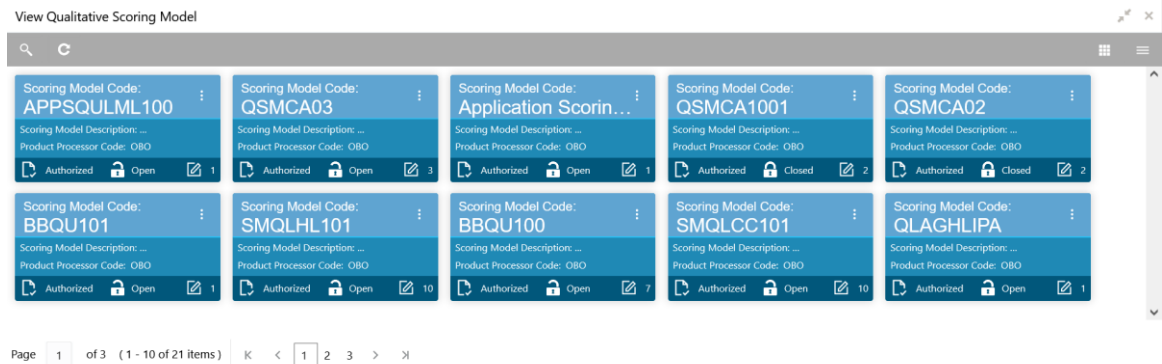 View Qualitative Scoring Model
Scoring Model Code: Scoring Model Code: Scoring Model Code: Scoring Model Code: Scoring Model Code:
APPSQULML100 QSMCA03 Application Scorin... QSMCA1001 QSMCA02
Scoring Model Description: ... Scoring Model Description: ... Scoring Model Description: ... Scoring Model Description: ... Scoring Model Description: ...
Product Processor Code: OBO Product Processor Code: OBO Product Processor Code: OBO Product Processor Code: OBO Product Processor Code: OBO
Authorized Open 1 Authorized Open 3 Authorized Open 1 Authorized Closed 2 Authorized Closed 2
Scoring Model Code: Scoring Model Code: Scoring Model Code: Scoring Model Code: Scoring Model Code:
BBQU101 SMQLHL101 BBQU100 SMQLCC101 QLAGHLIPA
Scoring Model Description: ... Scoring Model Description: ... Scoring Model Description: ... Scoring Model Description: ... Scoring Model Description: ...
Product Processor Code: OBO Product Processor Code: OBO Product Processor Code: OBO Product Processor Code: OBO Product Processor Code: OBO
Authorized Open 1 Authorized Open 10 Authorized Open 7 Authorized Open 10 Authorized Open 1
Page 1 of 3 (1 - 10 of 21 items) 1 2 3